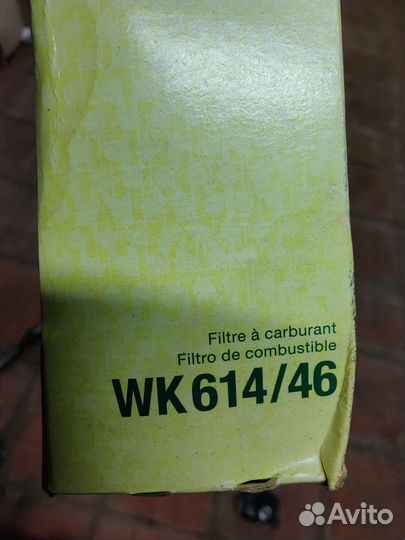 Filtre à carburant
Filtro de combustible
WK 614/46
Avito